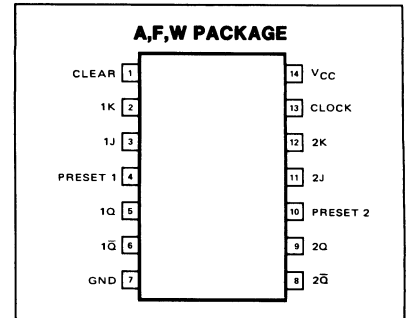 A,F,W PACKAGE
CLEAR 1
1K 2
1J 3
PRESET 1 4
1Q 5
1Q̅ 6
GND 7
14 VCC
13 CLOCK
12 2K
11 2J
10 PRESET 2
9 2Q
8 2Q̅